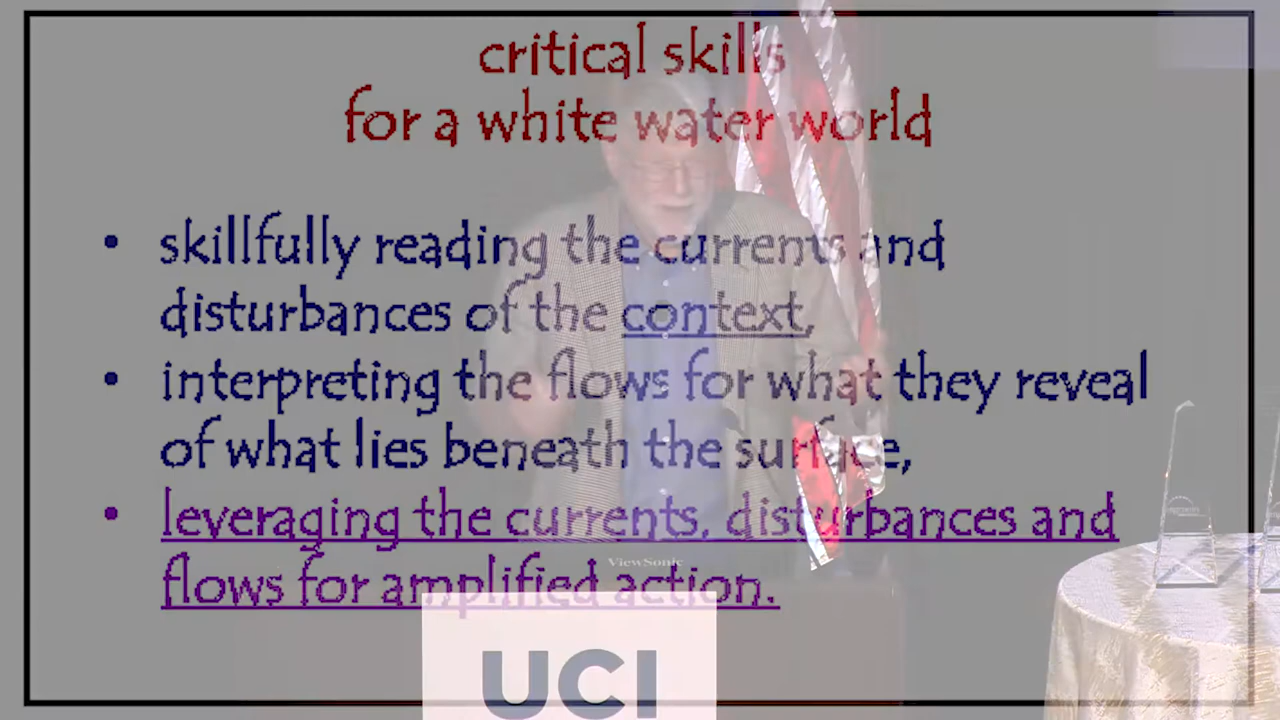 critical skills
for a white water world
• skillfully reading the currents and
disturbances of the context,
• interpreting the flows for what they reveal
of what lies beneath the surface,
• leveraging the currents, disturbances and
flows for amplified action.
ViewSonic
UCI